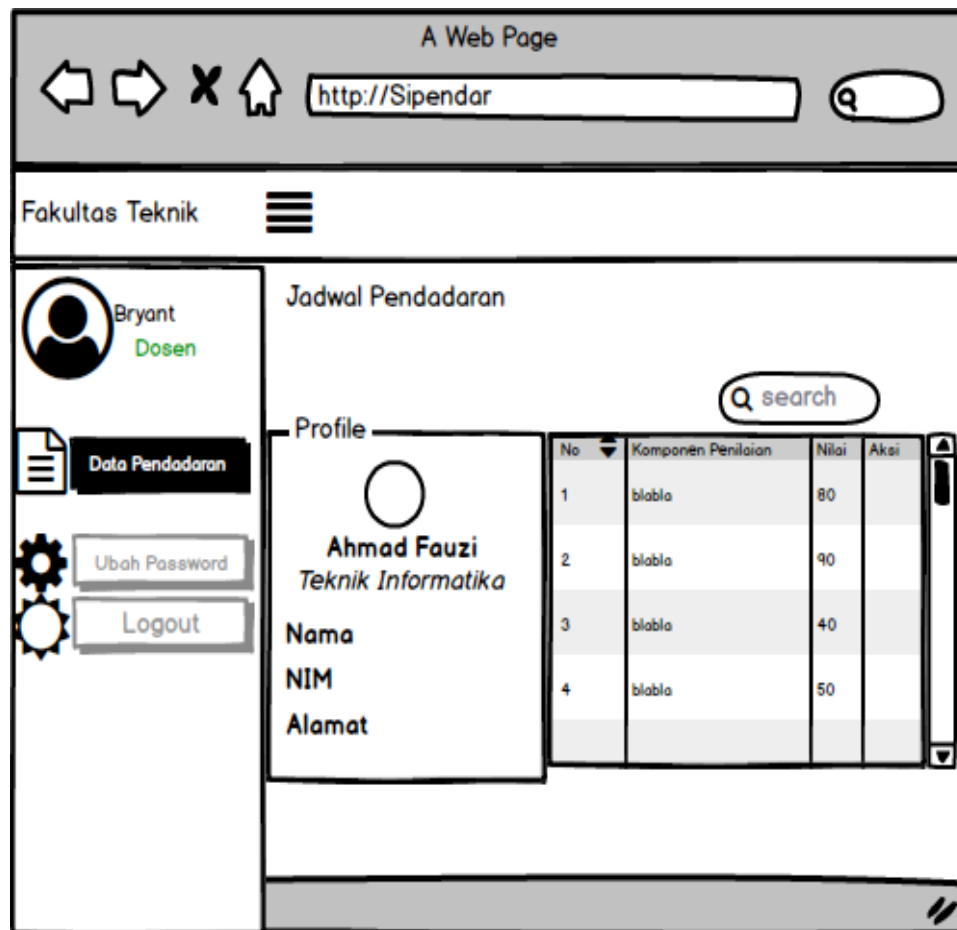 A Web Page
http://Sipendar
Fakultas Teknik
Bryant
Dosen
Data Pendadaran
Ubah Password
Logout
Jadwal Pendadaran
search
Profile
Ahmad Fauzi
Teknik Informatika
Nama
NIM
Alamat
No Komponen Penilaian Nilai Aksi
1 blabla 80
2 blabla 90
3 blabla 40
4 blabla 50